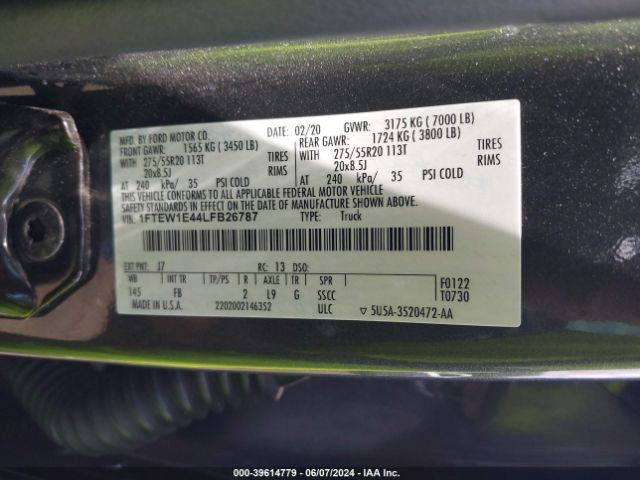 MFG. BY FORD MOTOR CO. DATE: 02/20 GVWR: 3175 KG ( 7000 LB)
FRONT GAWR: 1565 KG ( 3450 LB) REAR GAWR: 1724 KG ( 3800 LB)
WITH 275/55R20 113T TIRES WITH 275/55R20 113T TIRES
20x8.5J RIMS 20x8.5J RIMS
AT 240 kPa/ 35 PSI COLD AT 240 kPa/ 35 PSI COLD
THIS VEHICLE CONFORMS TO ALL APPLICABLE FEDERAL MOTOR VEHICLE
SAFETY STANDARDS IN EFFECT ON THE DATE OF MANUFACTURE SHOWN ABOVE.
VIN: 1FTEW1E44LFB26787 TYPE: Truck
EXT PNT: J7 RC: 13 DSO: F0122
WB INT TR TP/PS R AXLE TR SPR T0730
145 FB 2 L9 G SSCC
MADE IN U.S.A. 2202002146352 ULC ▽ 5U5A-3520472-AA
000-39614779 - 06/07/2024 - IAA Inc.